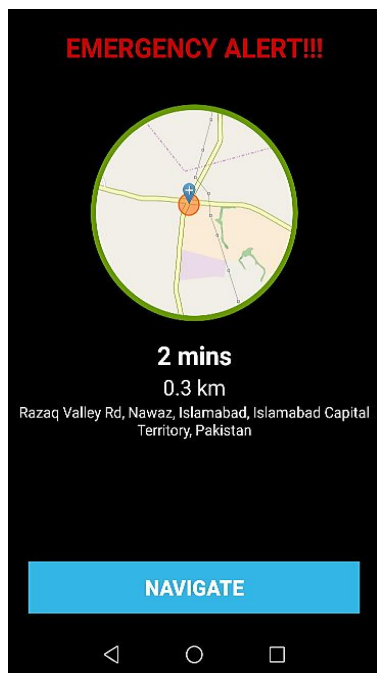 EMERGENCY ALERT!!!
2 mins
0.3 km
Razaq Valley Rd, Nawaz, Islamabad, Islamabad Capital
Territory, Pakistan
NAVIGATE